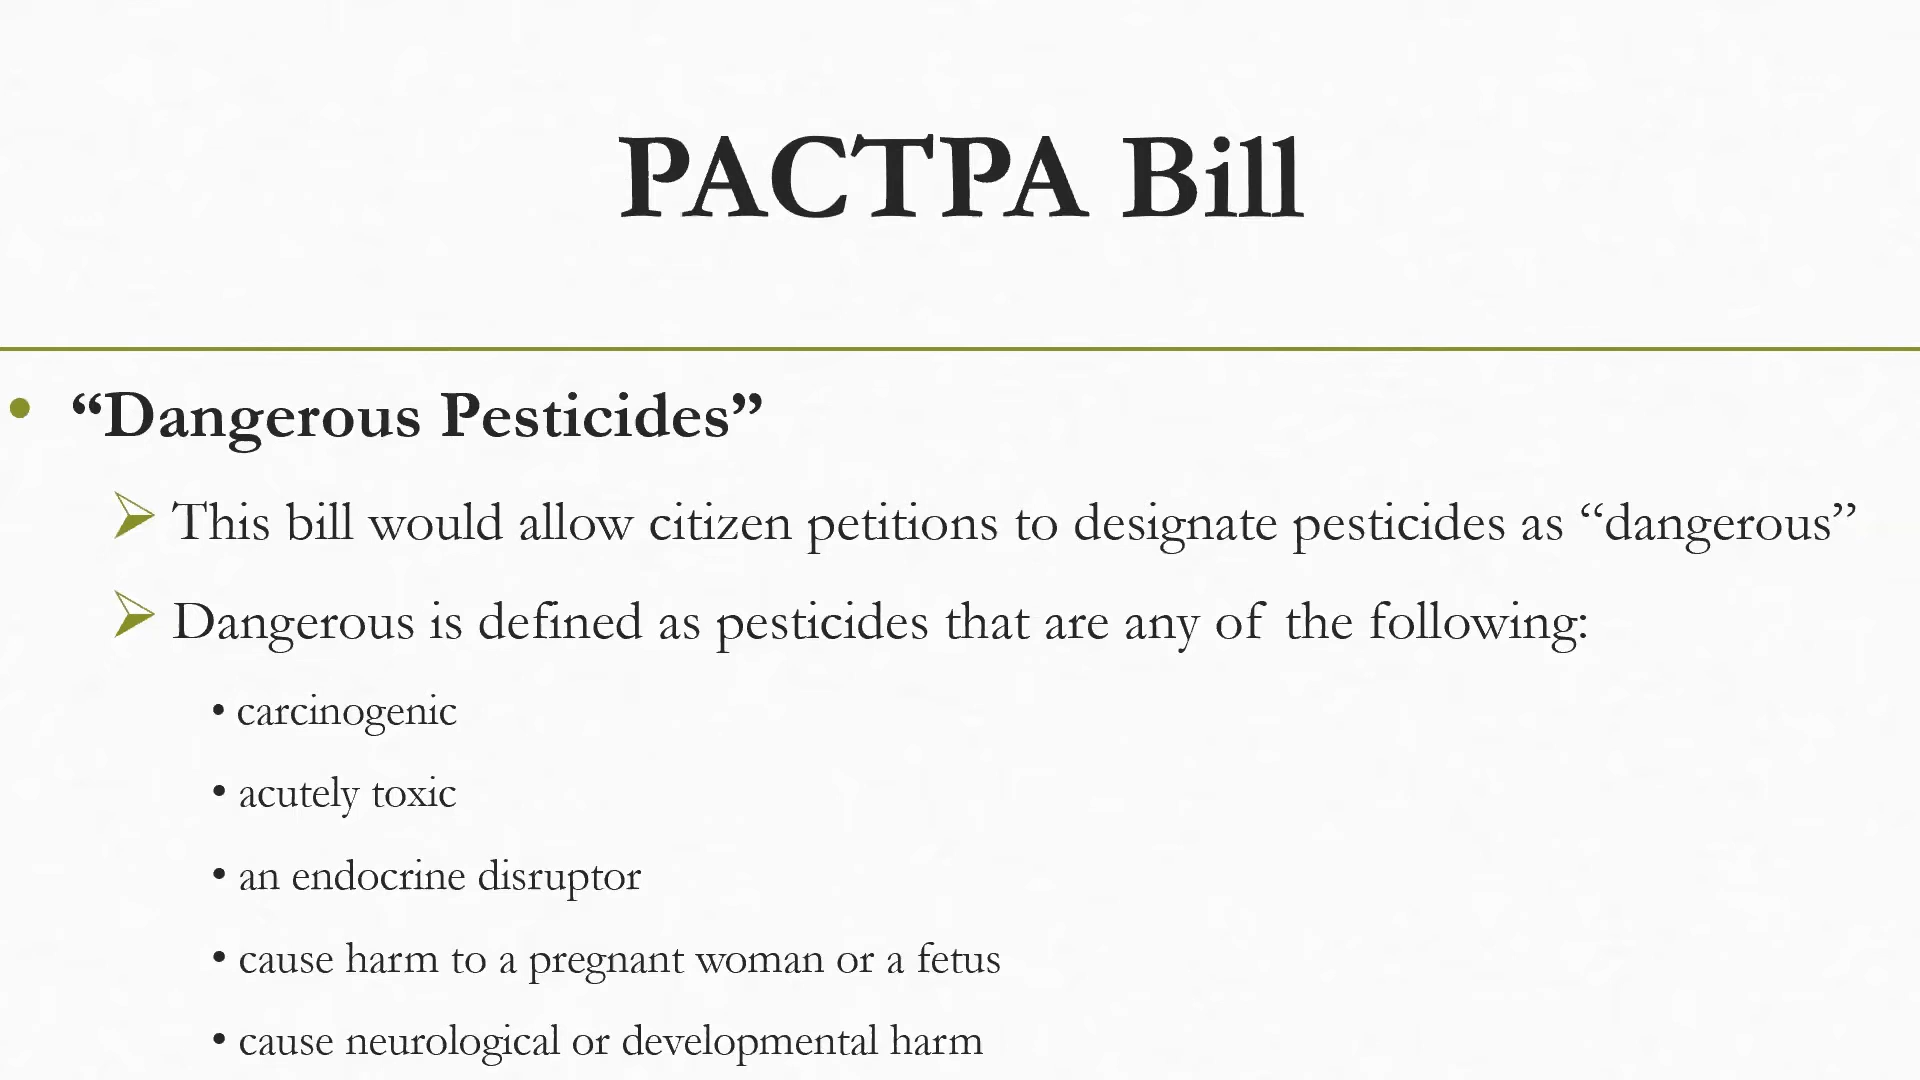 PACTPA Bill
• “Dangerous Pesticides”
➢ This bill would allow citizen petitions to designate pesticides as “dangerous”
➢ Dangerous is defined as pesticides that are any of the following:
• carcinogenic
• acutely toxic
• an endocrine disruptor
• cause harm to a pregnant woman or a fetus
• cause neurological or developmental harm